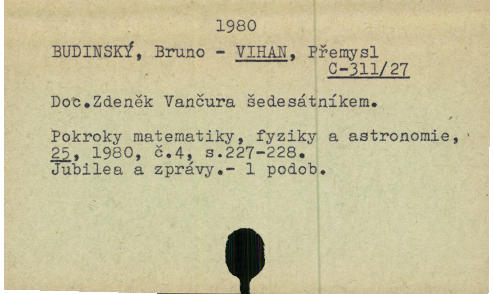 1980
BUDINSKÝ, Bruno - VIHAN, Přemysl
C-311/27
Doc.Zdeněk Vančura šedesátníkem.
Pokroky matematiky, fyziky a astronomie,
25, 1980, č.4, s.227-228.
Jubilea a zprávy.- 1 podob.